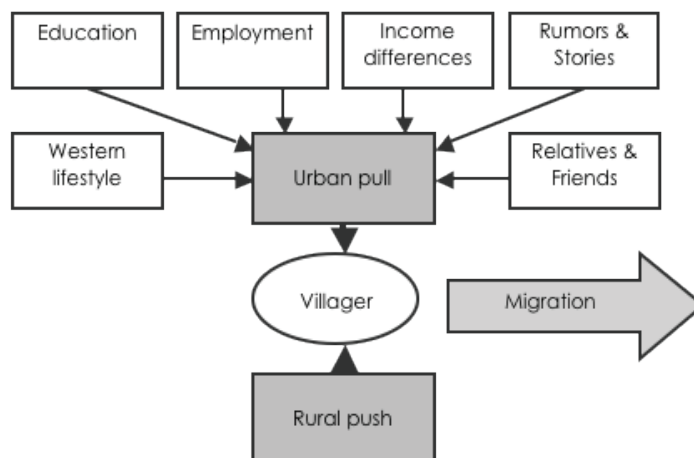 Education
Employment
Income
differences
Rumors &
Stories
Western
lifestyle
Urban pull
Relatives &
Friends
Villager
Migration
Rural push